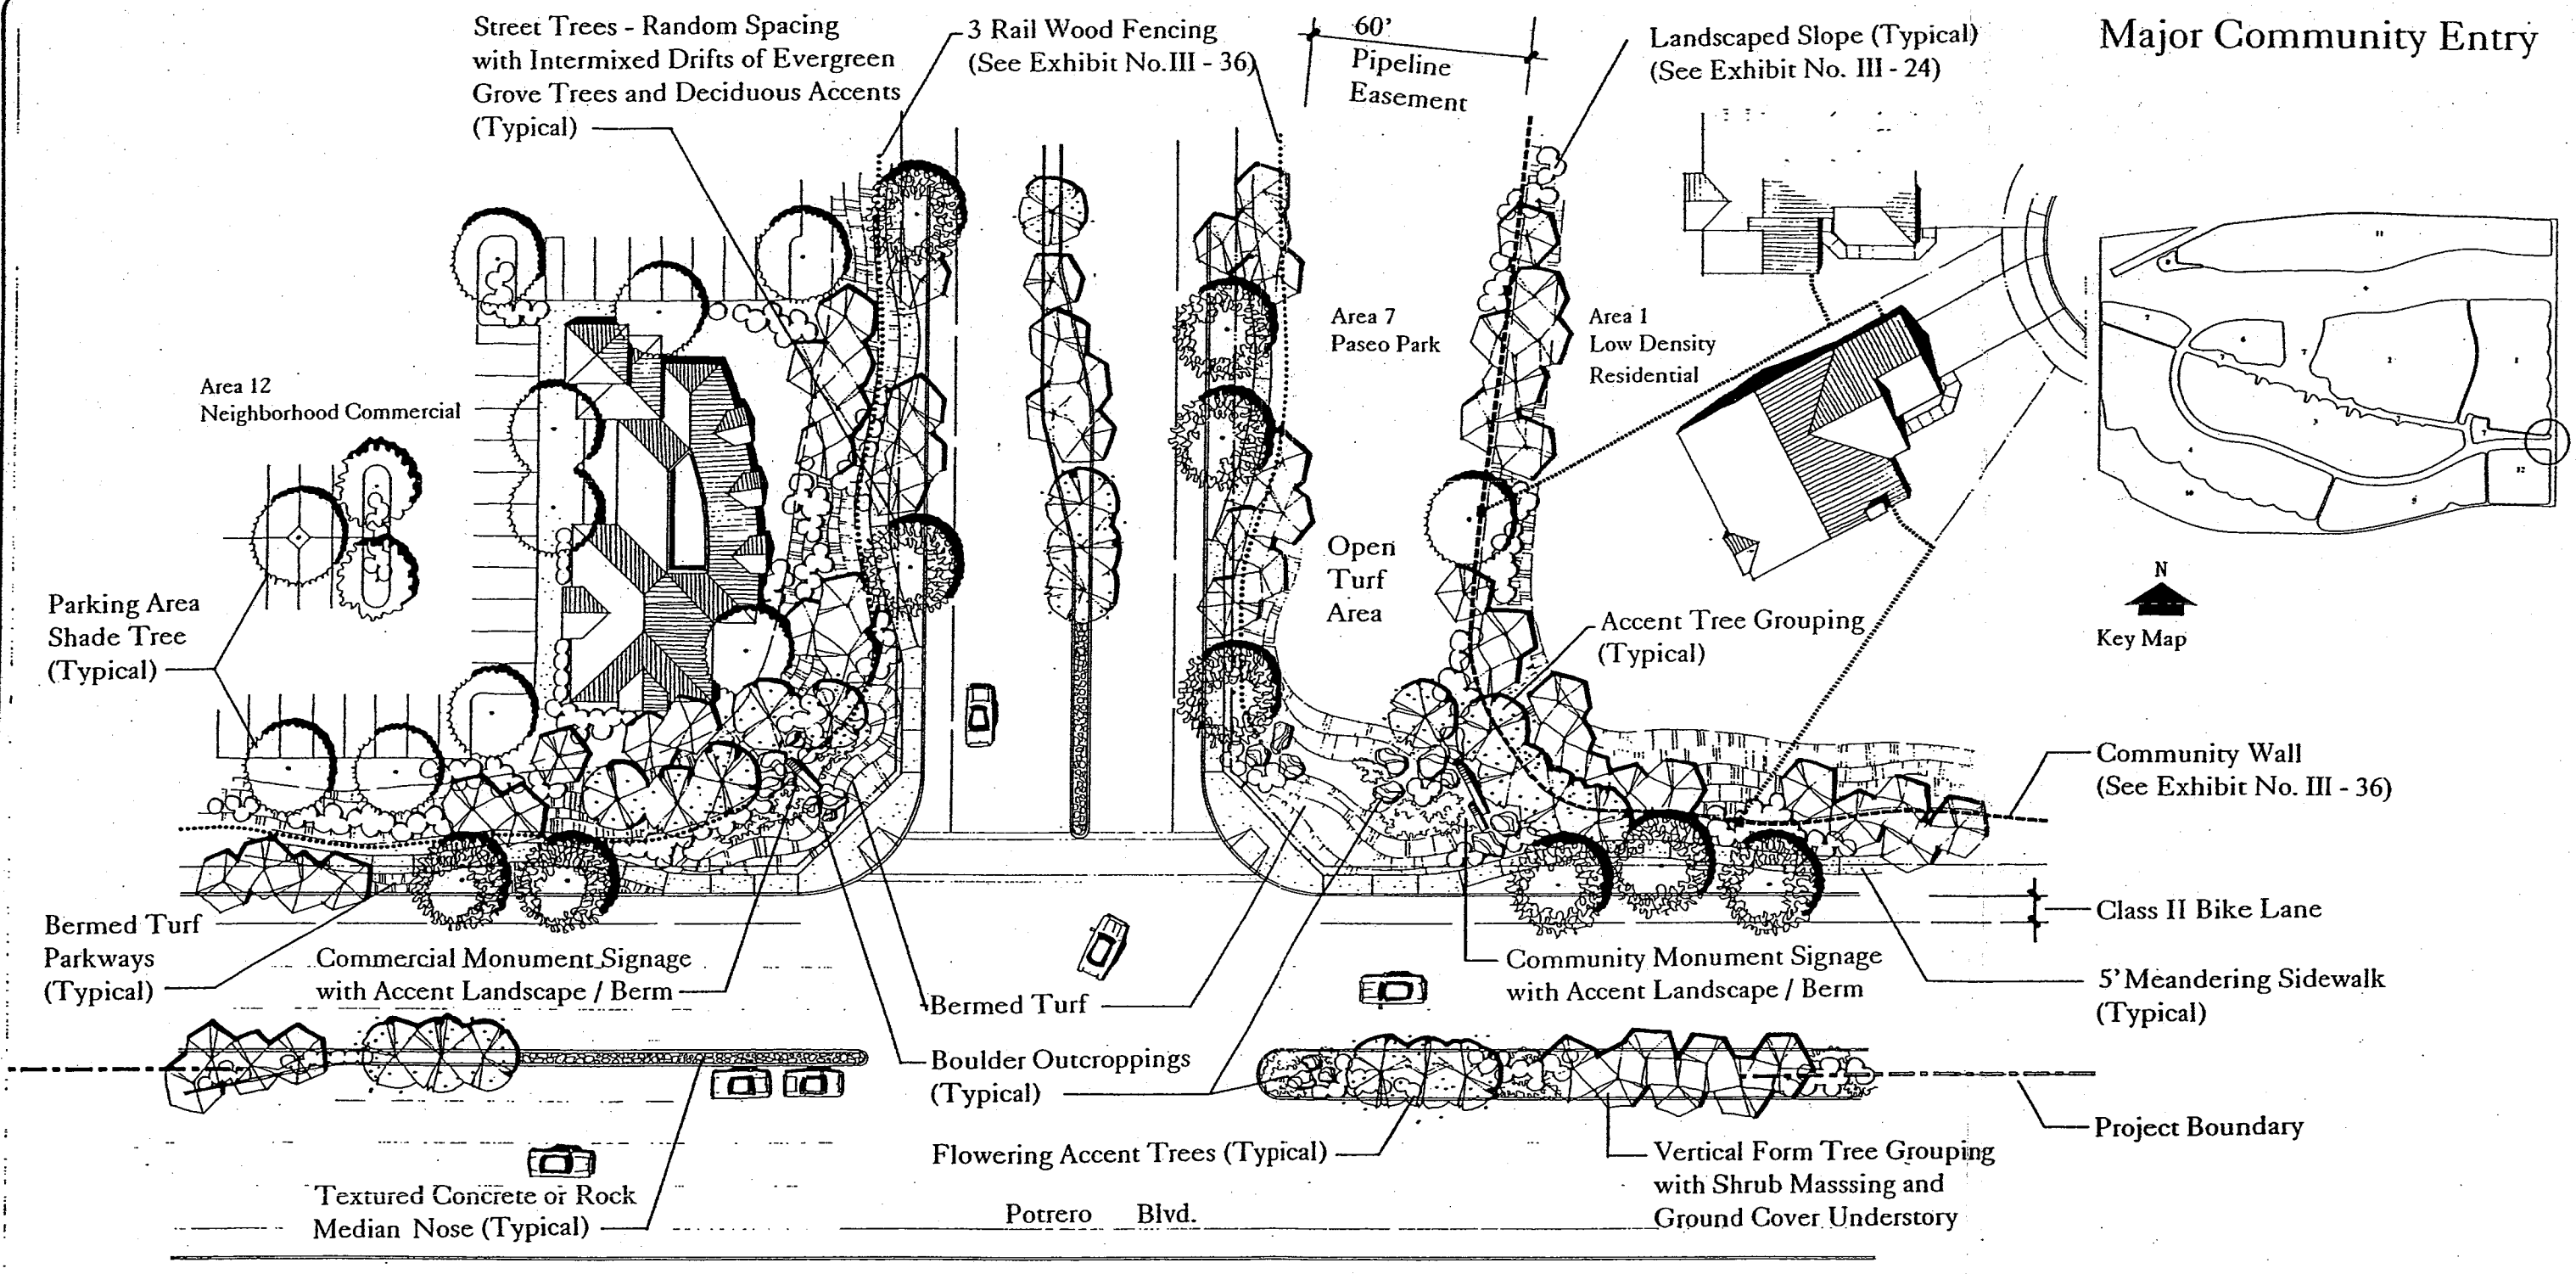 Major Community Entry
Street Trees - Random Spacing
with Intermixed Drifts of Evergreen
Grove Trees and Deciduous Accents
(Typical)
3 Rail Wood Fencing
(See Exhibit No.III - 36)
60'
Pipeline
Easement
Landscaped Slope (Typical)
(See Exhibit No. III - 24)
Area 12
Neighborhood Commercial
Area 7
Paseo Park
Area 1
Low Density
Residential
Open
Turf
Area
Parking Area
Shade Tree
(Typical)
Accent Tree Grouping
(Typical)
N
Key Map
Community Wall
(See Exhibit No. III - 36)
Class II Bike Lane
5' Meandering Sidewalk
(Typical)
Bermed Turf
Parkways
(Typical)
Commercial Monument Signage
with Accent Landscape / Berm
Bermed Turf
Community Monument Signage
with Accent Landscape / Berm
Boulder Outcroppings
(Typical)
Flowering Accent Trees (Typical)
Vertical Form Tree Grouping
with Shrub Masssing and
Ground Cover Understory
Project Boundary
Textured Concrete or Rock
Median Nose (Typical)
Potrero Blvd.